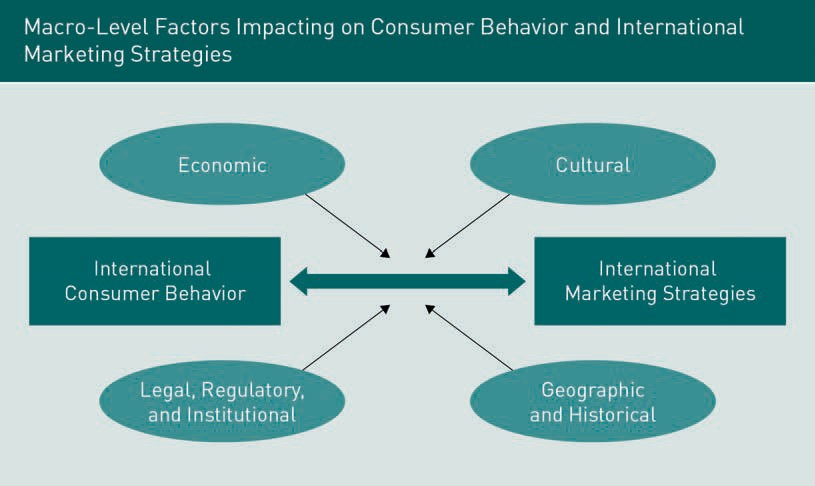 Macro-Level Factors Impacting on Consumer Behavior and International
Marketing Strategies
Economic
Cultural
International
Consumer Behavior
International
Marketing Strategies
Legal, Regulatory,
and Institutional
Geographic
and Historical